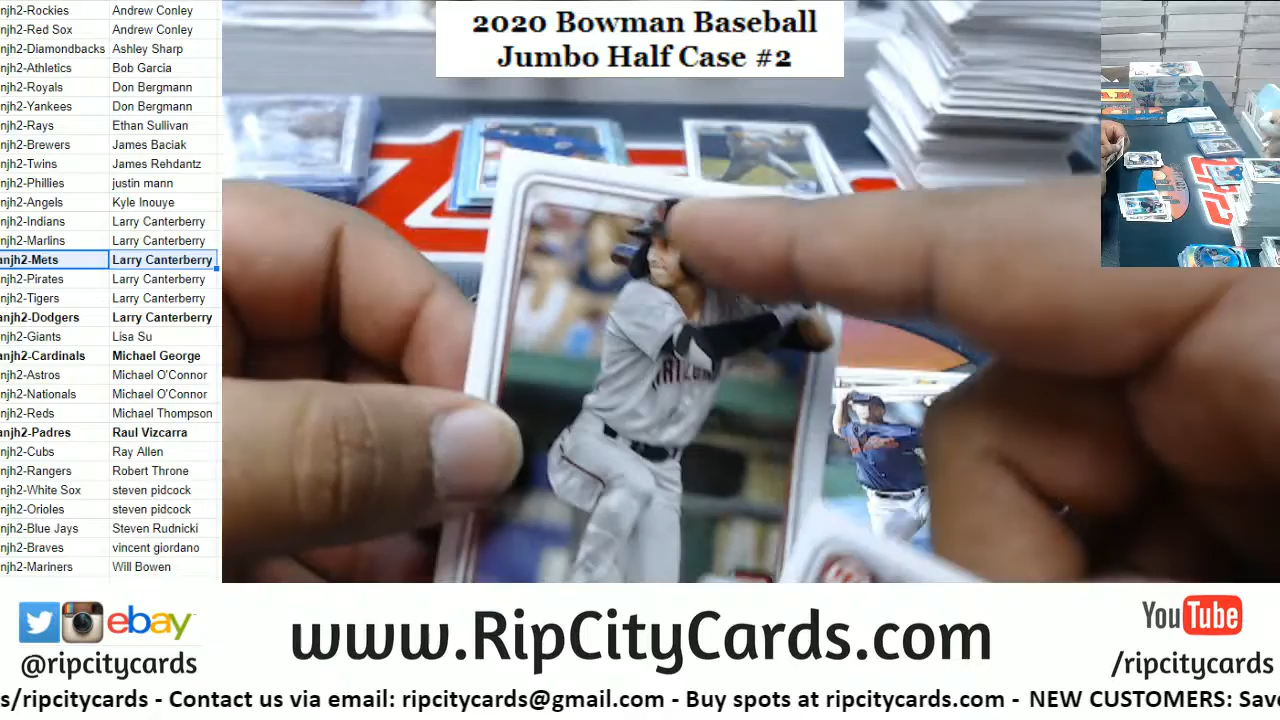 2020 Bowman Baseball
Jumbo Half Case #2
njh2-Rockies Andrew Conley
njh2-Red Sox Andrew Conley
njh2-Diamondbacks Ashley Sharp
njh2-Athletics Bob Garcia
njh2-Royals Don Bergmann
njh2-Yankees Don Bergmann
njh2-Rays Ethan Sullivan
njh2-Brewers James Baciak
njh2-Twins James Rehdantz
njh2-Phillies justin mann
njh2-Angels Kyle Inouye
njh2-Indians Larry Canterberry
njh2-Marlins Larry Canterberry
anjh2-Mets Larry Canterberry
njh2-Pirates Larry Canterberry
njh2-Tigers Larry Canterberry
anjh2-Dodgers Larry Canterberry
njh2-Giants Lisa Su
anjh2-Cardinals Michael George
njh2-Astros Michael O'Connor
njh2-Nationals Michael O'Connor
njh2-Reds Michael Thompson
anjh2-Padres Raul Vizcarra
njh2-Cubs Ray Allen
njh2-Rangers Robert Throne
njh2-White Sox steven pidcock
njh2-Orioles steven pidcock
njh2-Blue Jays Steven Rudnicki
njh2-Braves vincent giordano
njh2-Mariners Will Bowen
ebay
@ripcitycards
www.RipCityCards.com
YouTube
/ripcitycards
s/ripcitycards - Contact us via email: ripcitycards@gmail.com - Buy spots at ripcitycards.com - NEW CUSTOMERS: Save